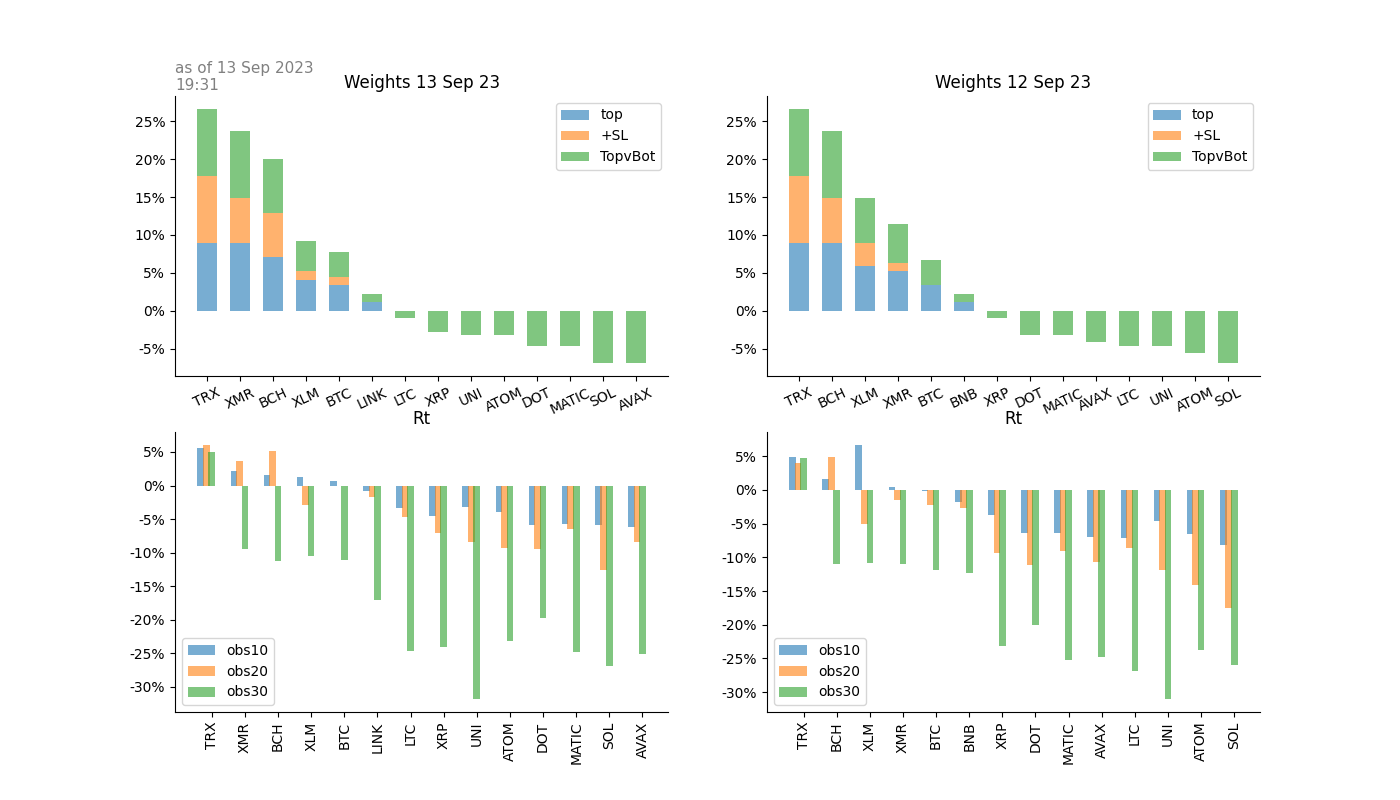 as of 13 Sep 2023
19:31
Weights 13 Sep 23
25%
20%
15%
10%
5%
0%
-5%
top
+SL
TopvBot
TRX XMR BCH XLM BTC LINK LTC XRP UNI ATOM DOT MATIC SOL AVAX
Weights 12 Sep 23
25%
20%
15%
10%
5%
0%
-5%
top
+SL
TopvBot
TRX BCH XLM XMR BTC BNB XRP DOT MATIC AVAX LTC UNI ATOM SOL
Rt
5%
0%
-5%
-10%
-15%
-20%
-25%
-30%
obs10
obs20
obs30
TRX XMR BCH XLM BTC LINK LTC XRP UNI ATOM DOT MATIC SOL AVAX
Rt
5%
0%
-5%
-10%
-15%
-20%
-25%
-30%
obs10
obs20
obs30
TRX BCH XLM XMR BTC BNB XRP DOT MATIC AVAX LTC UNI ATOM SOL